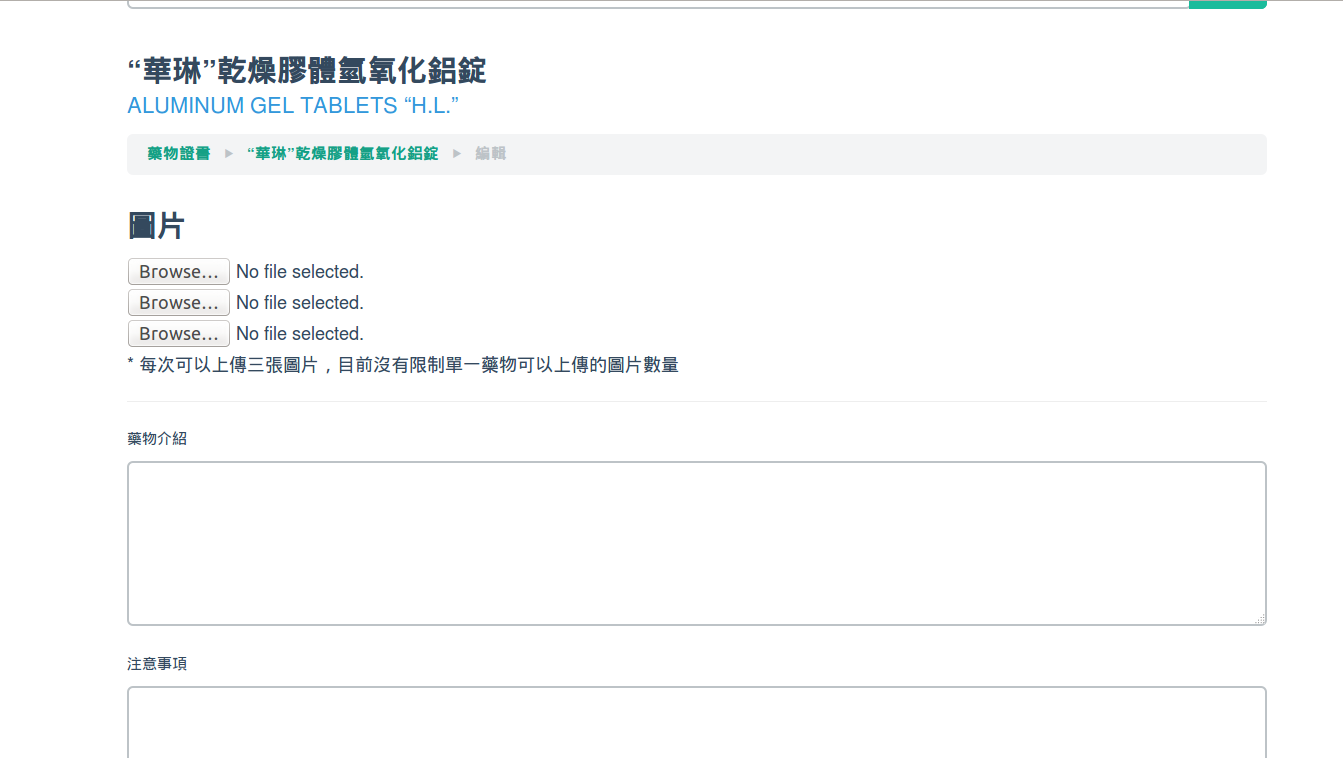 “華琳”乾燥膠體氫氧化鋁錠
ALUMINUM GEL TABLETS “H.L.”
藥物證書 ▶ “華琳”乾燥膠體氫氧化鋁錠 ▶ 編輯
圖片
Browse... No file selected.
Browse... No file selected.
Browse... No file selected.
* 每次可以上傳三張圖片，目前沒有限制單一藥物可以上傳的圖片數量
藥物介紹
注意事項